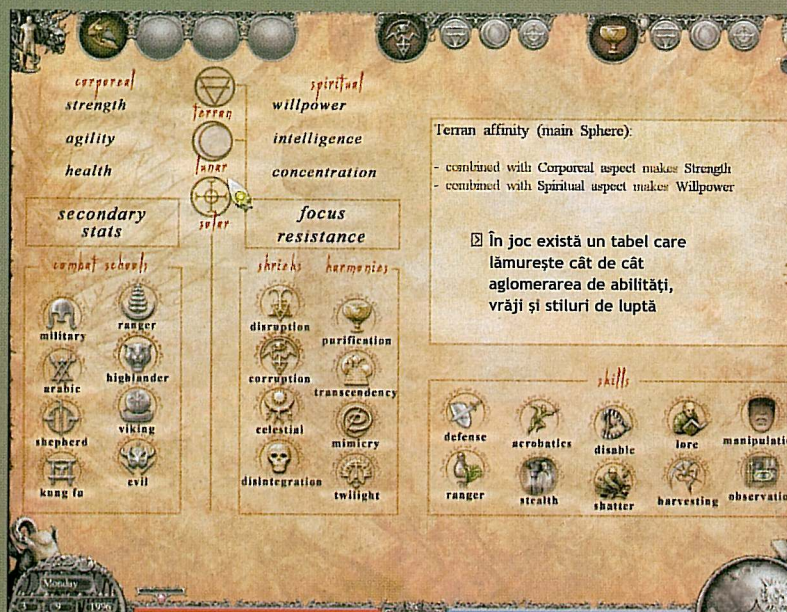 corporeal
strength
agility
health
secondary
stats
terran
lunar
solar
spiritual
willpower
intelligence
concentration
focus
resistance
Terran affinity (main Sphere):
- combined with Corporeal aspect makes Strength
- combined with Spiritual aspect makes Willpower
În joc există un tabel care
lămurește cât de cât
aglomerarea de abilități,
vrăji și stiluri de luptă
combat schools
military
ranger
arabic
highlander
shepherd
viking
kung fu
evil
shrieks harmonies
disruption
purification
corruption
transcendency
celestial
mimicry
disintegration
twilight
skills
defense
acrobatics
disable
lore
manipulati
ranger
stealth
shatter
harvesting
observatio
Monday
3 9 1996